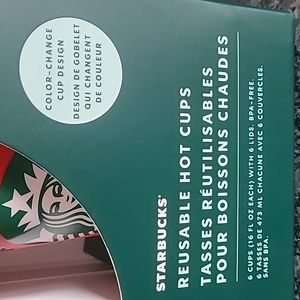 COLOR-CHANGE
CUP DESIGN
DESIGN DE GOBELET
QUI CHANGENT
DE COULEUR
STARBUCKS®
REUSABLE HOT CUPS
TASSES RÉUTILISABLES
POUR BOISSONS CHAUDES
6 CUPS (16 FL OZ EACH) WITH 6 LIDS. BPA-FREE.
6 TASSES DE 473 ML CHACUNE AVEC 6 COUVERCLES.
SANS BPA.